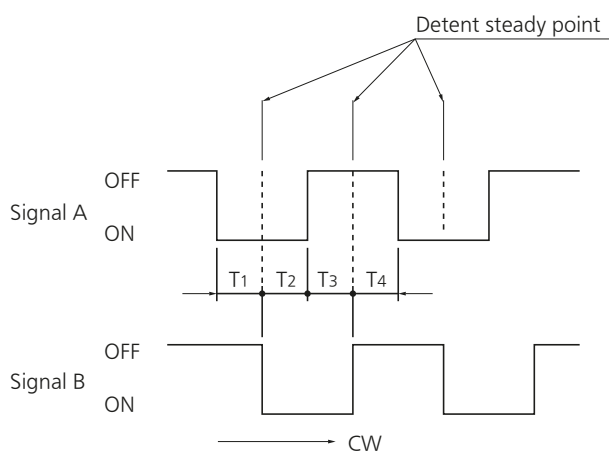 Detent steady point
OFF
Signal A
ON
T1 T2 T3 T4
OFF
Signal B
ON
CW